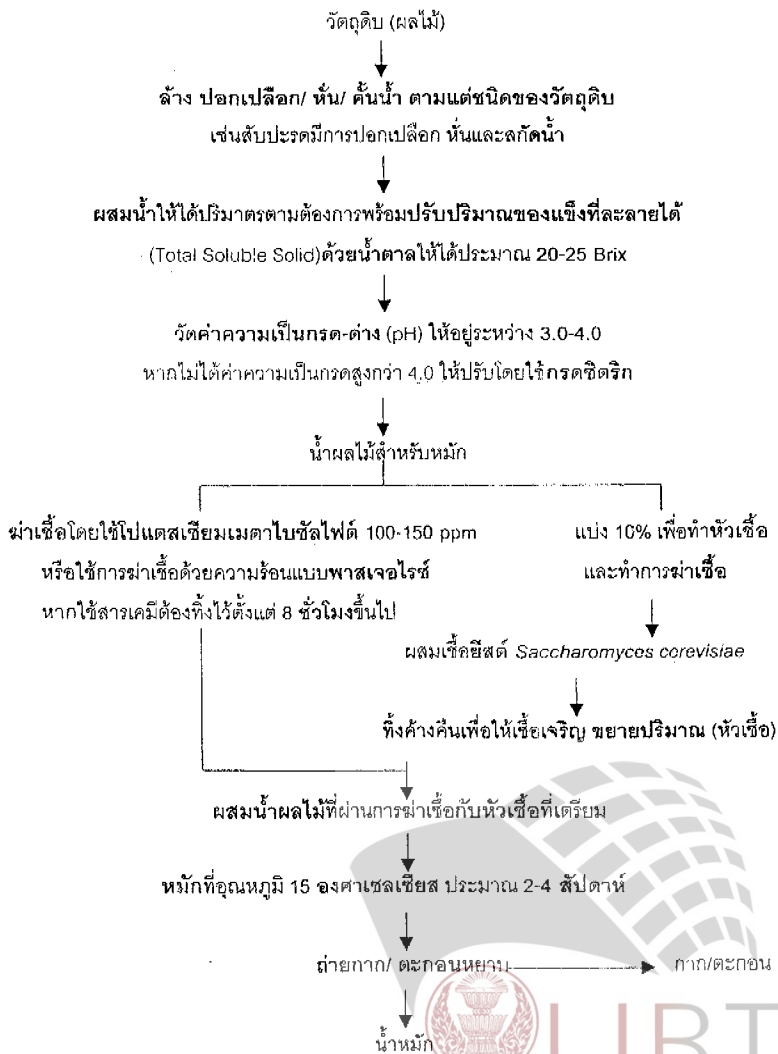 วัตถุดิบ (ผลไม้)
ล้าง ปอกเปลือก/ หั่น/ คั้นน้ำ ตามแต่ชนิดของวัตถุดิบ
เช่นสับปะรดมีการปอกเปลือก หั่นและสกัดน้ำ
ผสมน้ำให้ได้ปริมาตรตามต้องการพร้อมปรับปริมาณของแข็งที่ละลายได้
(Total Soluble Solid)ด้วยน้ำตาลให้ได้ประมาณ 20-25 Brix
วัดค่าความเป็นกรด-ด่าง (pH) ให้อยู่ระหว่าง 3.0-4.0
หากไม่ได้ค่าความเป็นกรดสูงกว่า 4.0 ให้ปรับโดยใช้กรดซิตริก
น้ำผลไม้สำหรับหมัก
ฆ่าเชื้อโดยใช้โปแตสเซียมเมตาไบซัลไฟต์ 100-150 ppm
หรือใช้การฆ่าเชื้อด้วยความร้อนแบบพาสเจอไรซ์
หากใช้สารเคมีต้องทิ้งไว้ตั้งแต่ 8 ชั่วโมงขึ้นไป
แบ่ง 10% เพื่อทำหัวเชื้อ
และทำการฆ่าเชื้อ
ผสมเชื้อยีสต์ Saccharomyces cerevisiae
ทิ้งค้างคืนเพื่อให้เชื้อเจริญ ขยายปริมาณ (หัวเชื้อ)
ผสมน้ำผลไม้ที่ผ่านการฆ่าเชื้อกับหัวเชื้อที่เตรียม
หมักที่อุณหภูมิ 15 องศาเซลเซียส ประมาณ 2-4 สัปดาห์
ถ่ายกาก/ ตะกอนหยาบ
กาก/ตะกอน
น้ำหมัก